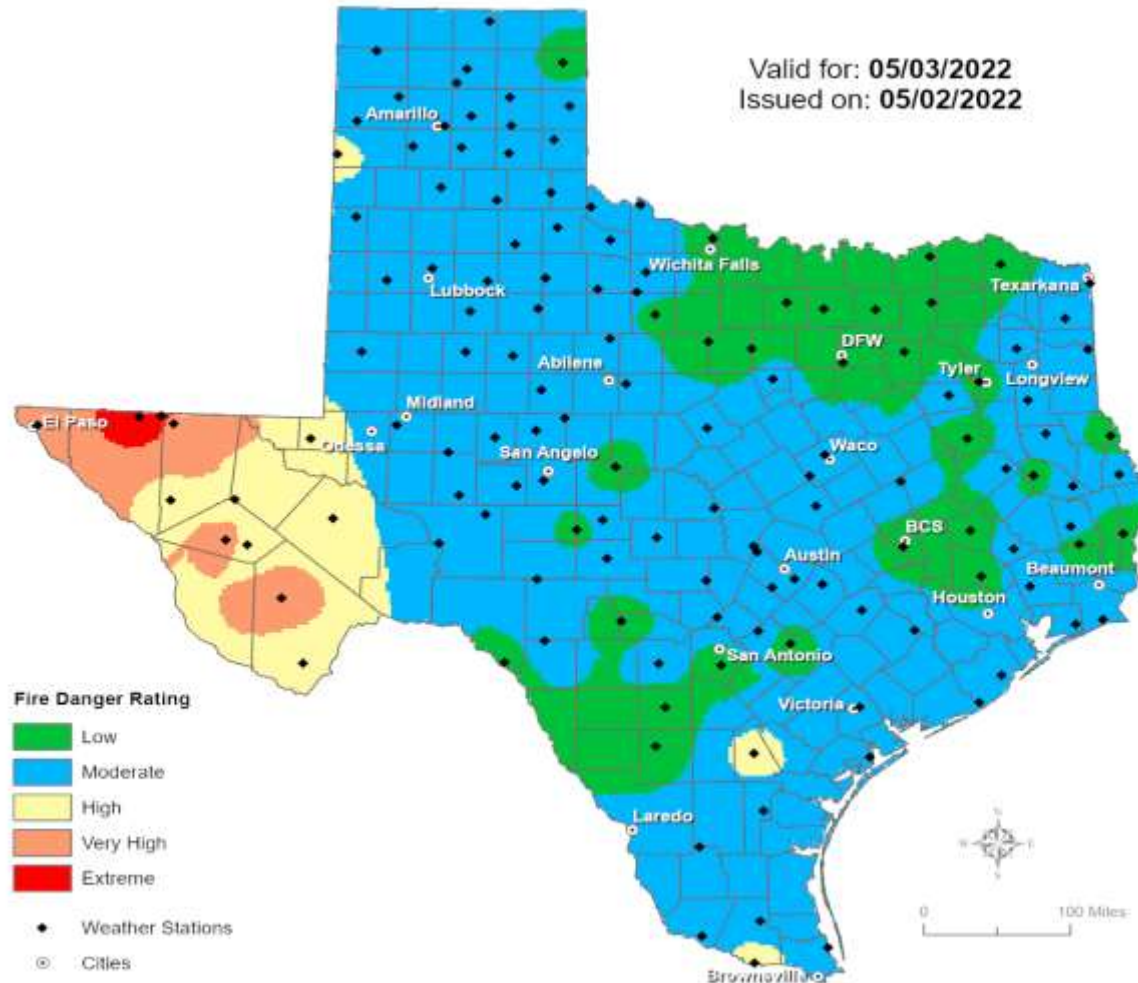 Valid for: 05/03/2022
Issued on: 05/02/2022
Amarillo
Wichita Falls
Lubbock
Texarkana
DFW
Abilene
Tyler
Longview
Midland
El Paso
Odessa
San Angelo
Waco
BCS
Austin
Beaumont
Houston
San Antonio
Victoria
Laredo
Brownsville
Fire Danger Rating
Low
Moderate
High
Very High
Extreme
Weather Stations
Cities
N
W E
S
0 100 Miles